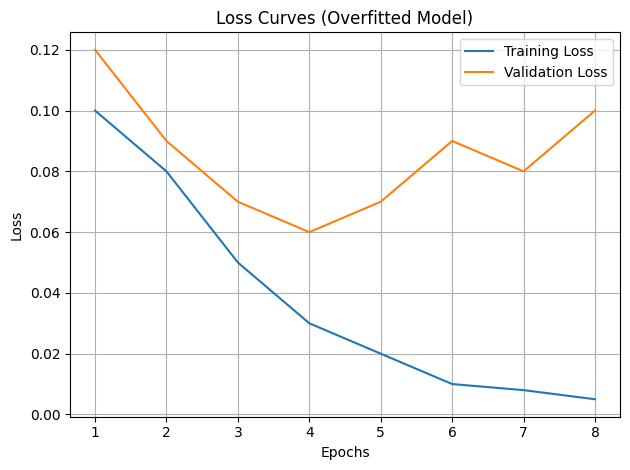 Loss Curves (Overfitted Model)
Training Loss
Validation Loss
0.12
0.10
0.08
0.06
0.04
0.02
0.00
Loss
1 2 3 4 5 6 7 8
Epochs